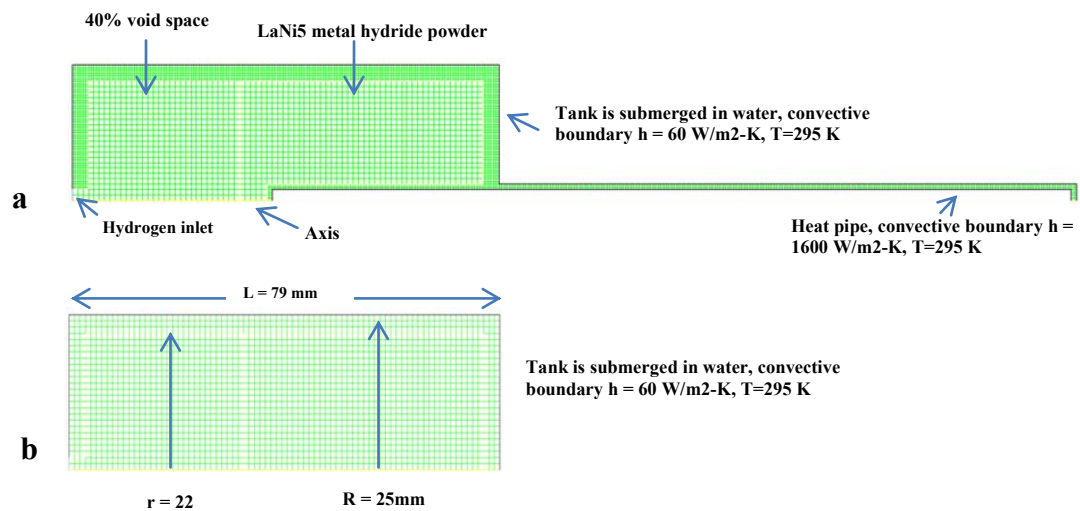 40% void space
LaNi5 metal hydride powder
Tank is submerged in water, convective
boundary h = 60 W/m2-K, T=295 K
a
Hydrogen inlet
Axis
Heat pipe, convective boundary h =
1600 W/m2-K, T=295 K
L = 79 mm
Tank is submerged in water, convective
boundary h = 60 W/m2-K, T=295 K
b
r = 22
R = 25mm